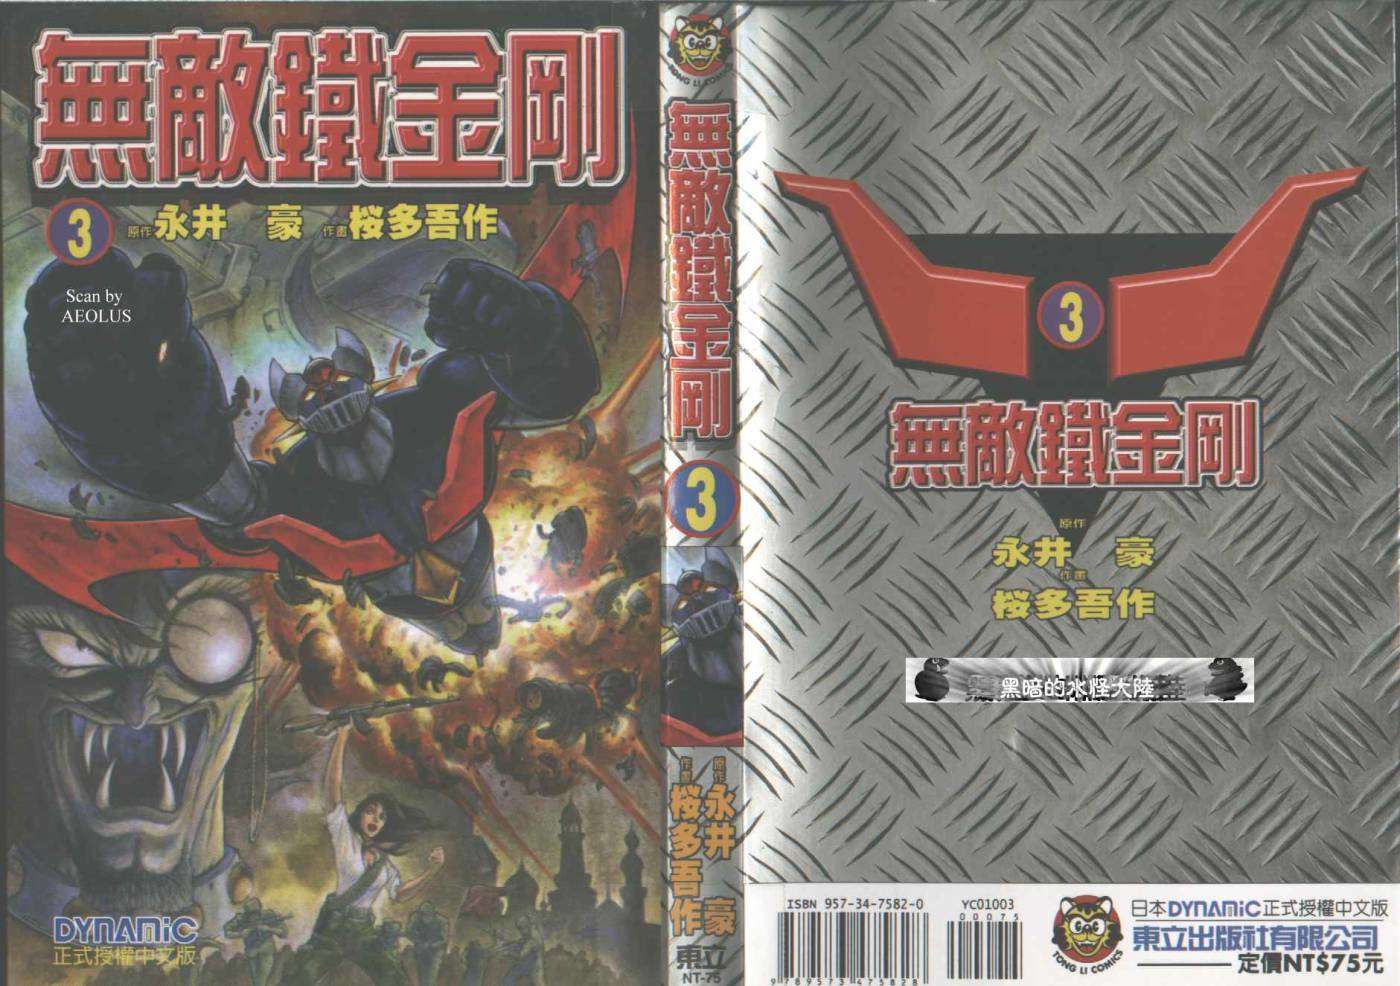 無敵鐵金剛
3
原作 永井 豪 作畫 桜多吾作
Scan by
AEOLUS
DYNAMIC
正式授權中文版
TONG LI COMICS
無敵鐵金剛
3
原作 永井 豪
作畫 桜多吾作
東立
NT-75
3
無敵鐵金剛
原作
永井 豪
作畫
桜多吾作
黑暗的水怪大陸
ISBN 957-34-7582-0
YC01003
00075
9789573475828
TONG LI COMICS
日本DYNAMIC正式授權中文版
東立出版社有限公司
定價NT$75元